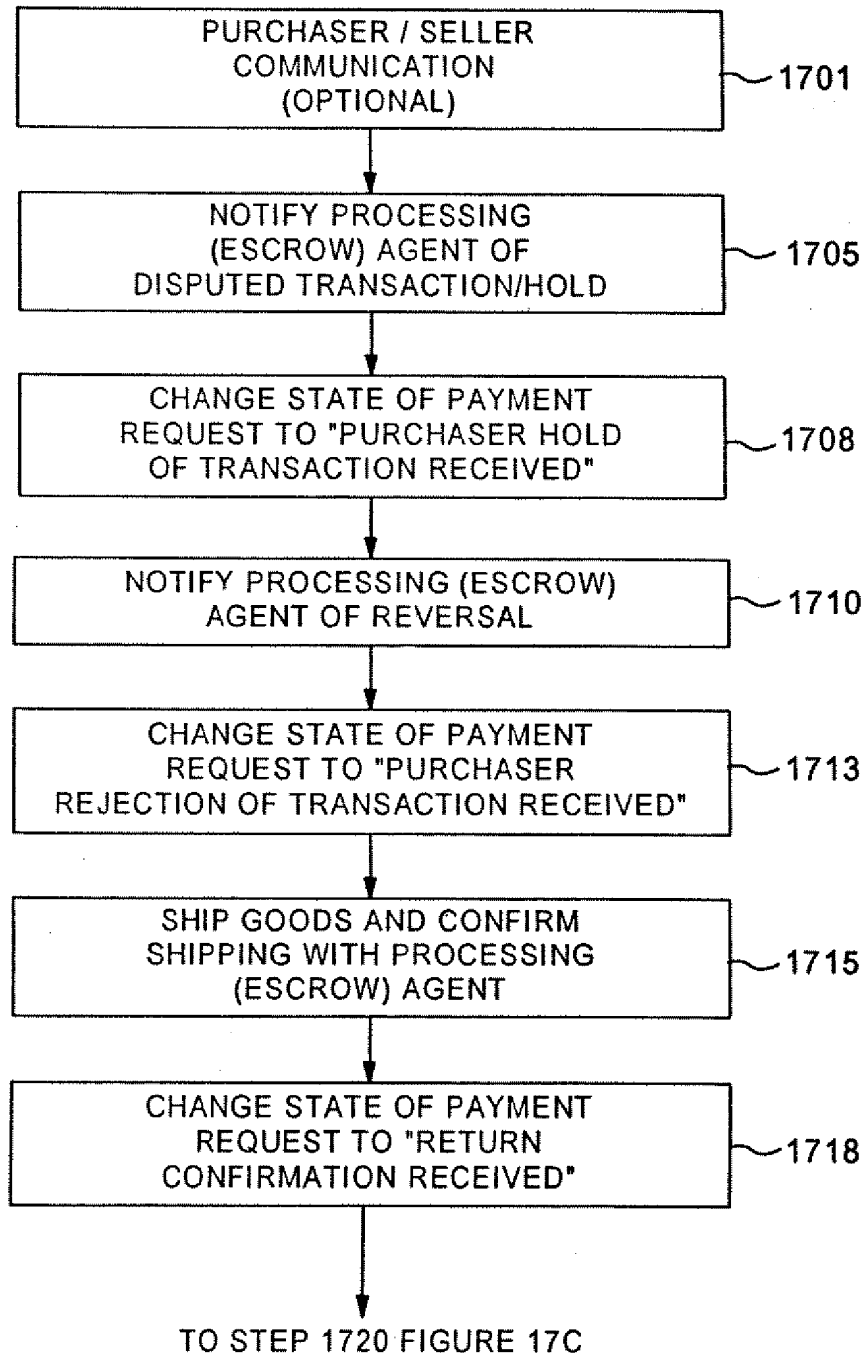 PURCHASER / SELLER
COMMUNICATION
(OPTIONAL)
1701
NOTIFY PROCESSING
(ESCROW) AGENT OF
DISPUTED TRANSACTION/HOLD
1705
CHANGE STATE OF PAYMENT
REQUEST TO "PURCHASER HOLD
OF TRANSACTION RECEIVED"
1708
NOTIFY PROCESSING (ESCROW)
AGENT OF REVERSAL
1710
CHANGE STATE OF PAYMENT
REQUEST TO "PURCHASER
REJECTION OF TRANSACTION RECEIVED"
1713
SHIP GOODS AND CONFIRM
SHIPPING WITH PROCESSING
(ESCROW) AGENT
1715
CHANGE STATE OF PAYMENT
REQUEST TO "RETURN
CONFIRMATION RECEIVED"
1718
TO STEP 1720 FIGURE 17C